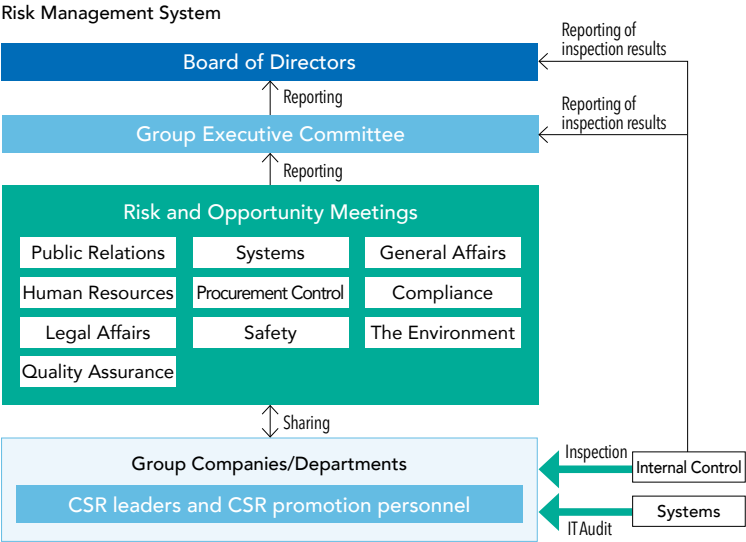 Risk Management System
Reporting of
inspection results
Board of Directors
Reporting
Reporting of
inspection results
Group Executive Committee
Reporting
Risk and Opportunity Meetings
Public Relations
Systems
General Affairs
Human Resources
Procurement Control
Compliance
Legal Affairs
Safety
The Environment
Quality Assurance
Sharing
Group Companies/Departments
Inspection
Internal Control
CSR leaders and CSR promotion personnel
Systems
IT Audit